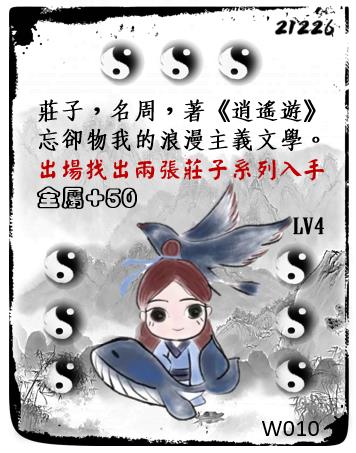 21226
莊子，名周，著《逍遙遊》
忘卻物我的浪漫主義文學。
出場找出兩張莊子系列入手
全屬+50
LV4
W010